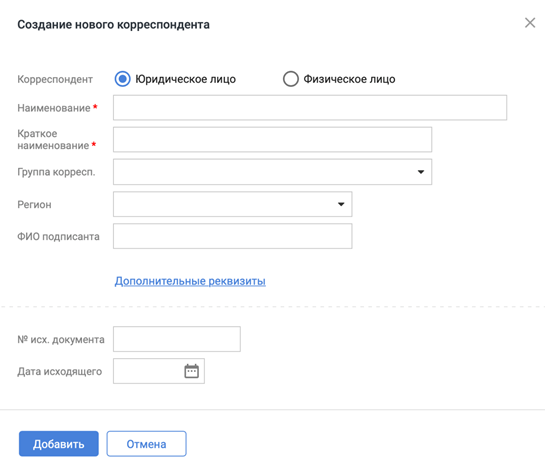 Создание нового корреспондента
Корреспондент Юридическое лицо Физическое лицо
Наименование *
Краткое
наименование *
Группа корресп.
Регион
ФИО подписанта
Дополнительные реквизиты
№ исх. документа
Дата исходящего
Добавить Отмена